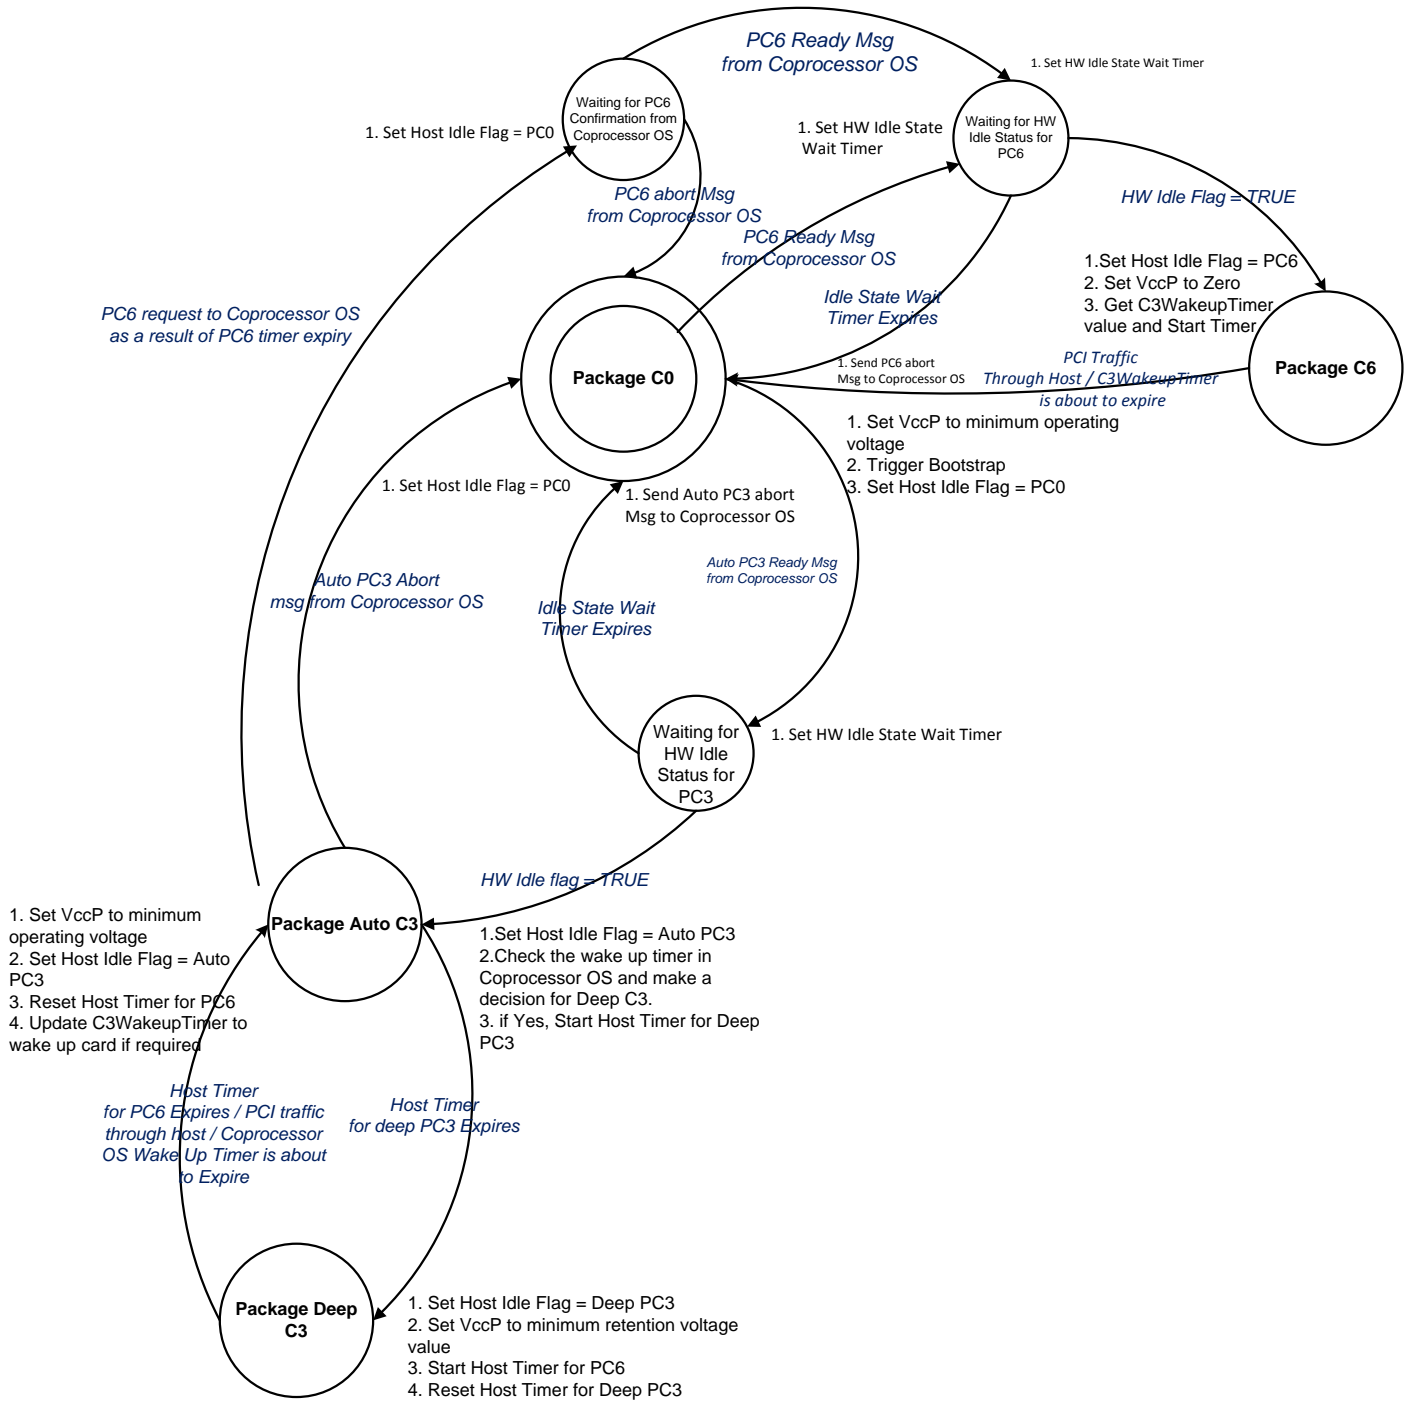 PC6 Ready Msg
from Coprocessor OS
1. Set HW Idle State Wait Timer
Waiting for PC6
Confirmation from
Coprocessor OS
1. Set Host Idle Flag = PC0
1. Set HW Idle State
Wait Timer
Waiting for HW
Idle Status for
PC6
PC6 abort Msg
from Coprocessor OS
HW Idle Flag = TRUE
PC6 Ready Msg
from Coprocessor OS
1.Set Host Idle Flag = PC6
2. Set VccP to Zero
3. Get C3WakeupTimer
value and Start Timer
Idle State Wait
Timer Expires
PC6 request to Coprocessor OS
as a result of PC6 timer expiry
Package C0
1. Send PC6 abort
Msg to Coprocessor OS
PCI Traffic
Through Host / C3WakeupTimer
is about to expire
Package C6
1. Set VccP to minimum operating
voltage
2. Trigger Bootstrap
3. Set Host Idle Flag = PC0
1. Set Host Idle Flag = PC0
1. Send Auto PC3 abort
Msg to Coprocessor OS
Auto PC3 Ready Msg
from Coprocessor OS
Auto PC3 Abort
msg from Coprocessor OS
Idle State Wait
Timer Expires
Waiting for
HW Idle
Status for
PC3
1. Set HW Idle State Wait Timer
HW Idle flag = TRUE
Package Auto C3
1. Set VccP to minimum
operating voltage
2. Set Host Idle Flag = Auto
PC3
3. Reset Host Timer for PC6
4. Update C3WakeupTimer to
wake up card if required
1.Set Host Idle Flag = Auto PC3
2.Check the wake up timer in
Coprocessor OS and make a
decision for Deep C3.
3. if Yes, Start Host Timer for Deep
PC3
Host Timer
for PC6 Expires / PCI traffic
through host / Coprocessor
OS Wake Up Timer is about
to Expire
Host Timer
for deep PC3 Expires
Package Deep
C3
1. Set Host Idle Flag = Deep PC3
2. Set VccP to minimum retention voltage
value
3. Start Host Timer for PC6
4. Reset Host Timer for Deep PC3